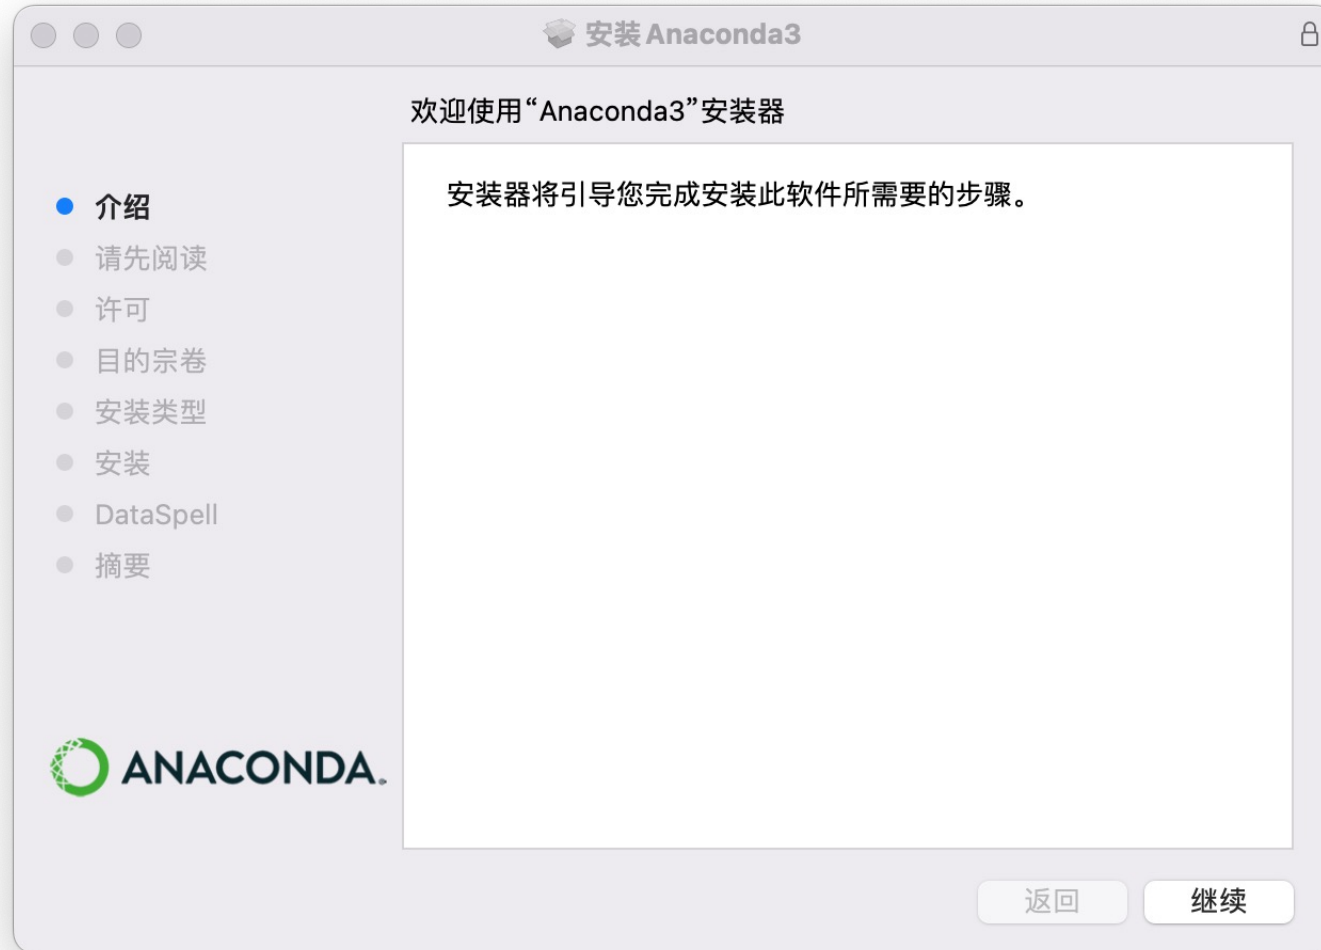 安装 Anaconda3
欢迎使用“Anaconda3”安装器
安装器将引导您完成安装此软件所需要的步骤。
介绍
请先阅读
许可
目的宗卷
安装类型
安装
DataSpell
摘要
ANACONDA.
返回
继续